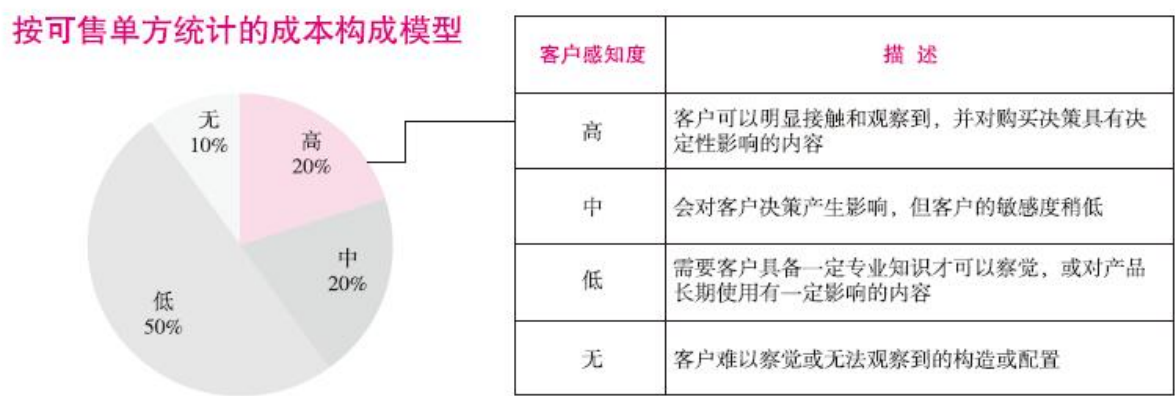 按可售单方统计的成本构成模型
无
10%
高
20%
中
20%
低
50%
客户感知度
描 述
高
客户可以明显接触和观察到，并对购买决策具有决
定性影响的内容
中
会对客户决策产生影响，但客户的敏感度稍低
低
需要客户具备一定专业知识才可以察觉，或对产品
长期使用有一定影响的内容
无
客户难以察觉或无法观察到的构造或配置